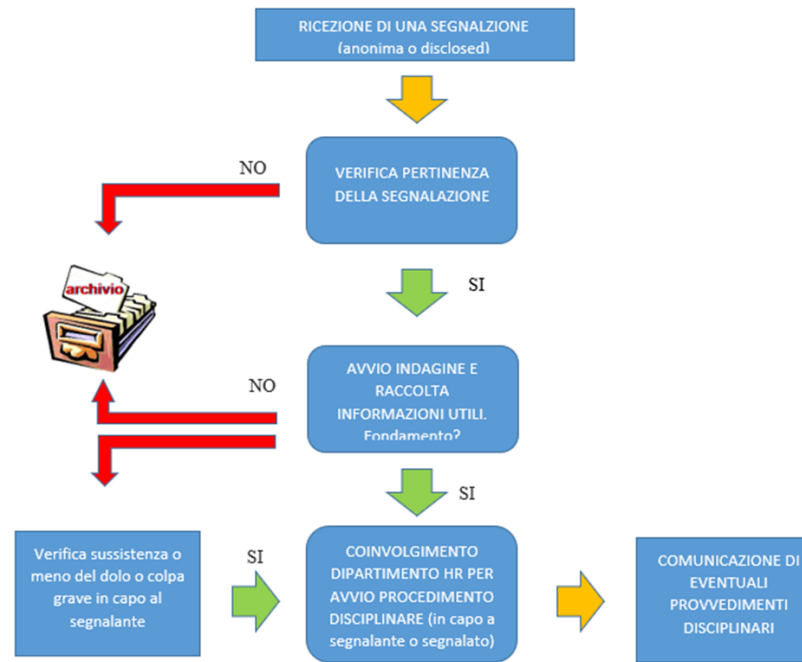 RICEZIONE DI UNA SEGNALZIONE
(anonima o disclosed)
NO
VERIFICA PERTINENZA
DELLA SEGNALAZIONE
archivio
SI
NO
AVVIO INDAGINE E
RACCOLTA
INFORMAZIONI UTILI.
Fondamento?
SI
Verifica sussistenza o
meno del dolo o colpa
grave in capo al
segnalante
SI
COINVOLGIMENTO
DIPARTIMENTO HR PER
AVVIO PROCEDIMENTO
DISCIPLINARE (in capo a
segnalante o segnalato)
COMUNICAZIONE DI
EVENTUALI
PROVVEDIMENTI
DISCIPLINARI